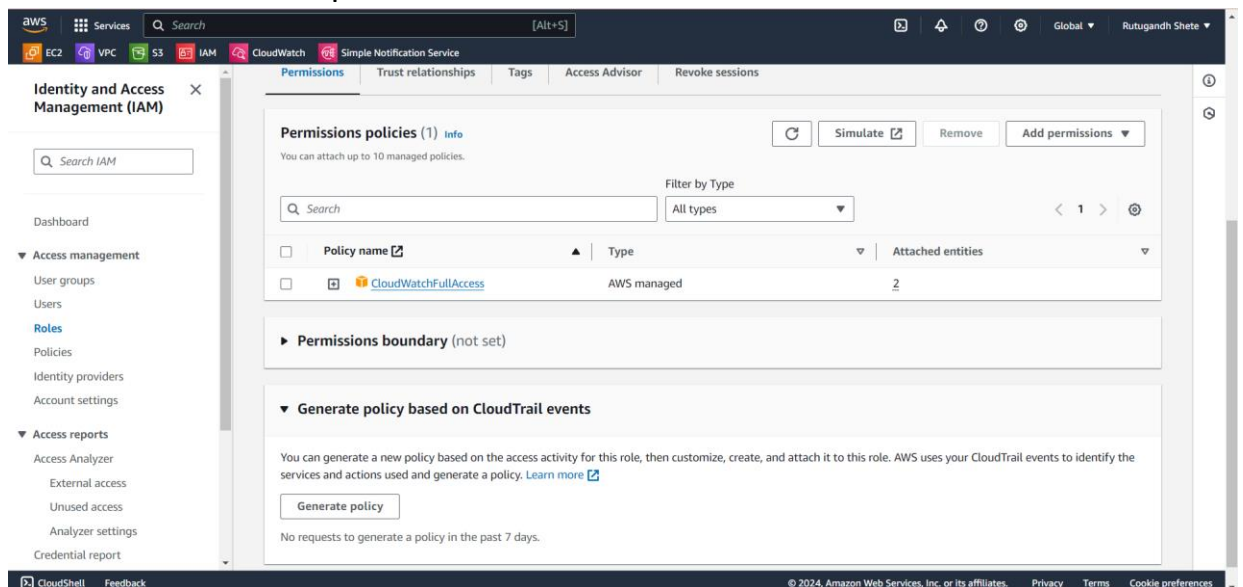 aws Services Search [Alt+S] Global ▼ Rutugandh Shete ▼
EC2 VPC S3 IAM CloudWatch Simple Notification Service
Identity and Access Management (IAM)
Search IAM
Dashboard
Access management
User groups
Users
Roles
Policies
Identity providers
Account settings
Access reports
Access Analyzer
External access
Unused access
Analyzer settings
Credential report
Permissions Trust relationships Tags Access Advisor Revoke sessions
Permissions policies (1) Info
Simulate Remove Add permissions ▼
You can attach up to 10 managed policies.
Filter by Type
Search All types 1
Policy name Type Attached entities
CloudWatchFullAccess AWS managed 2
Permissions boundary (not set)
Generate policy based on CloudTrail events
You can generate a new policy based on the access activity for this role, then customize, create, and attach it to this role. AWS uses your CloudTrail events to identify the
services and actions used and generate a policy. Learn more
Generate policy
No requests to generate a policy in the past 7 days.
CloudShell Feedback © 2024, Amazon Web Services, Inc. or its affiliates. Privacy Terms Cookie preferences